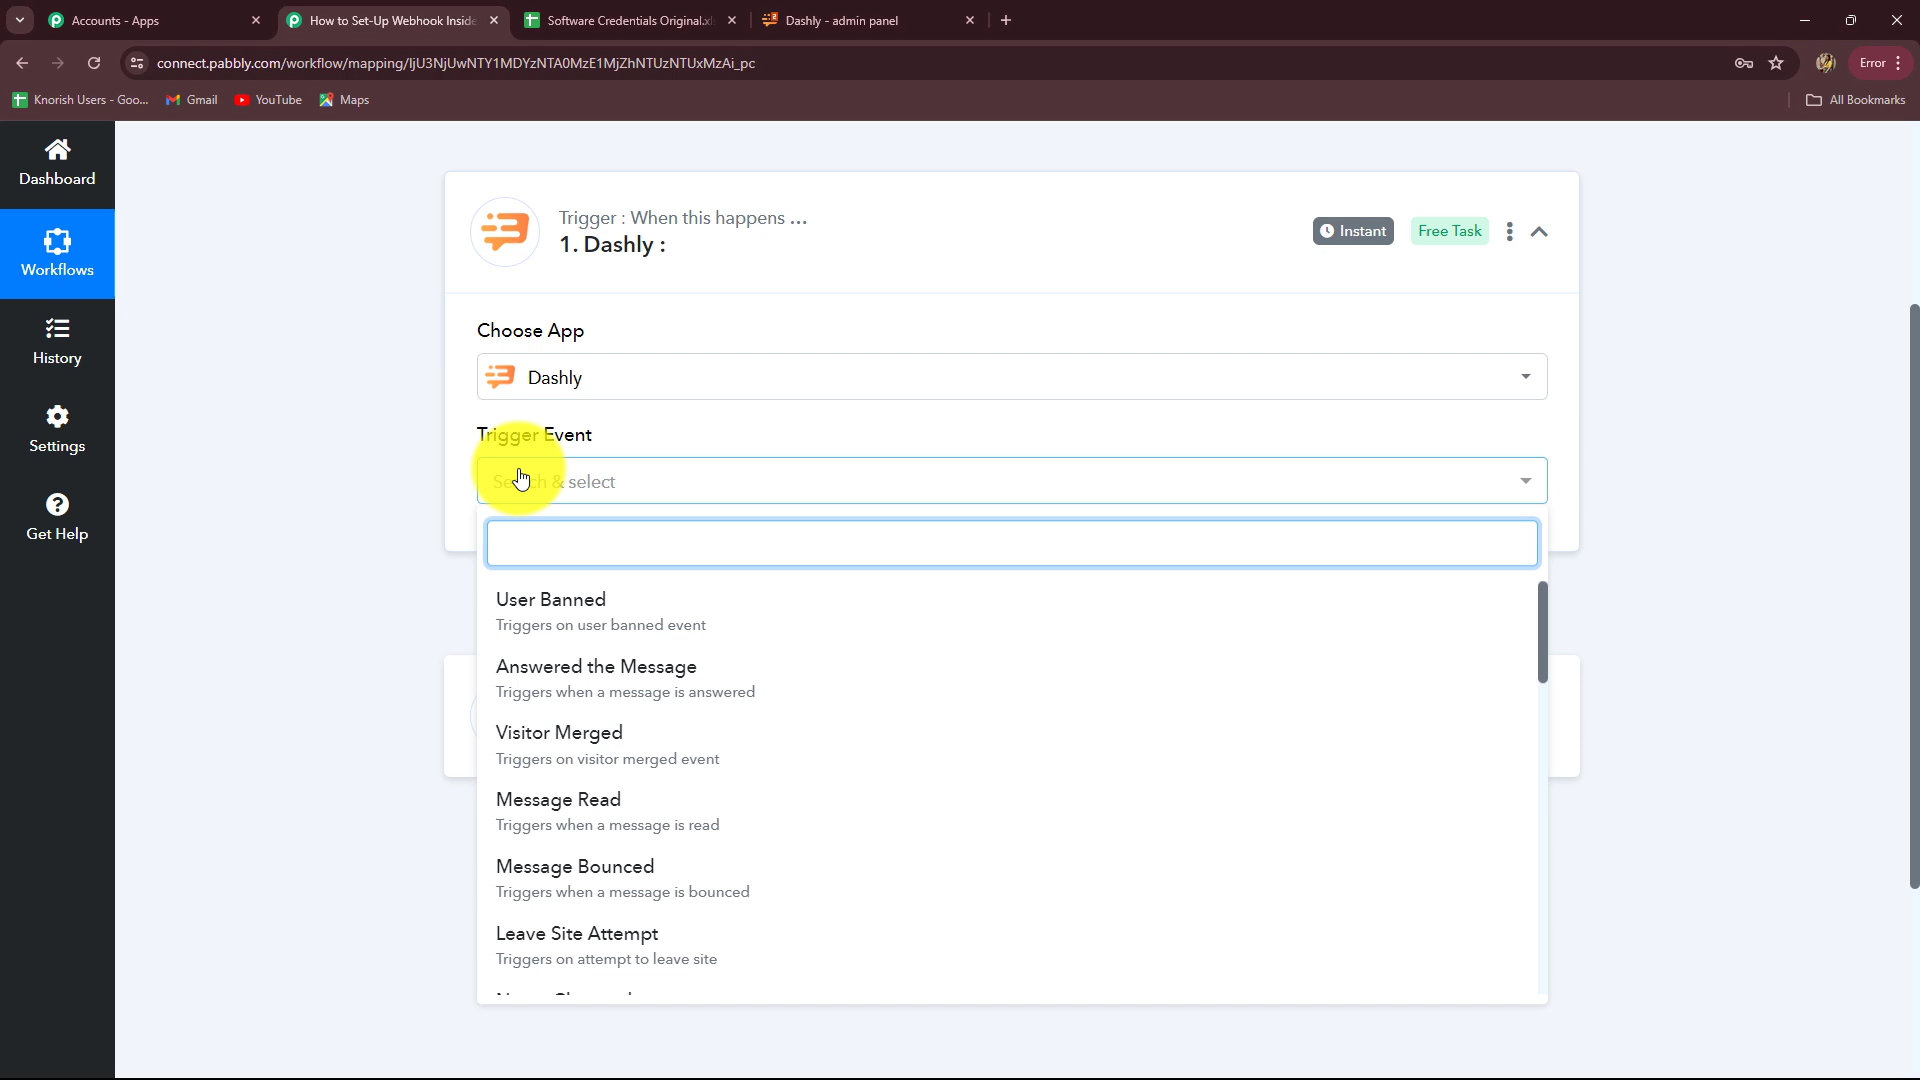 Accounts - Apps
How to Set-Up Webhook Inside
Software Credentials Original.xl
Dashly - admin panel
connect.pabbly.com/workflow/mapping/IjU3NjUwNTY1MDYzNTA0MzE1MjZhNTUzNTUxMzAi_pc
Error
Knorish Users - Goo...
Gmail
YouTube
Maps
All Bookmarks
Dashboard
Workflows
History
Settings
Get Help
Trigger : When this happens ...
1. Dashly :
Instant
Free Task
Choose App
Dashly
Trigger Event
Search & select
User Banned
Triggers on user banned event
Answered the Message
Triggers when a message is answered
Visitor Merged
Triggers on visitor merged event
Message Read
Triggers when a message is read
Message Bounced
Triggers when a message is bounced
Leave Site Attempt
Triggers on attempt to leave site